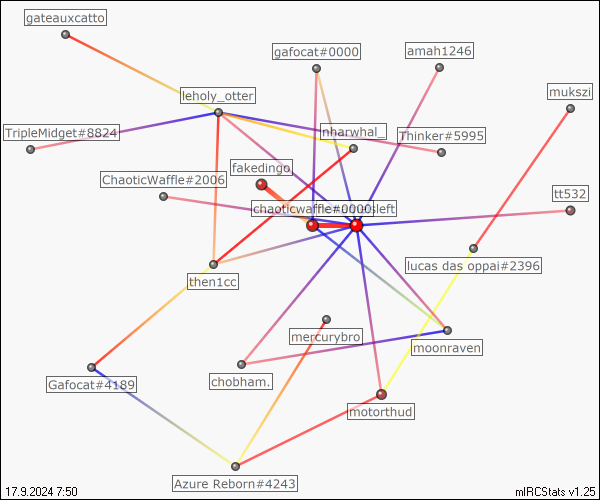 gateauxcatto
gafocat#0000
amah1246
mukszi
leholy_otter
TripleMidget#8824
nharwhal_
Thinker#5995
fakedingo
ChaoticWaffle#2006
tt532
chaoticwaffle#0000
left
lucas das oppai#2396
then1cc
mercurybro
moonraven
Gafocat#4189
chobham.
motorthud
Azure Reborn#4243
17.9.2024 7:50
mIRCStats v1.25